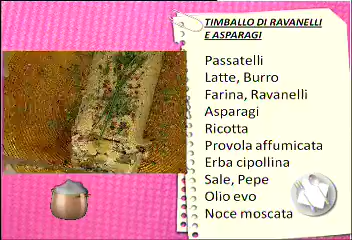 TIMBALLO DI RAVANELLI
E ASPARAGI
Passatelli
Latte, Burro
Farina, Ravanelli
Asparagi
Ricotta
Provola affumicata
Erba cipollina
Sale, Pepe
Olio evo
Noce moscata